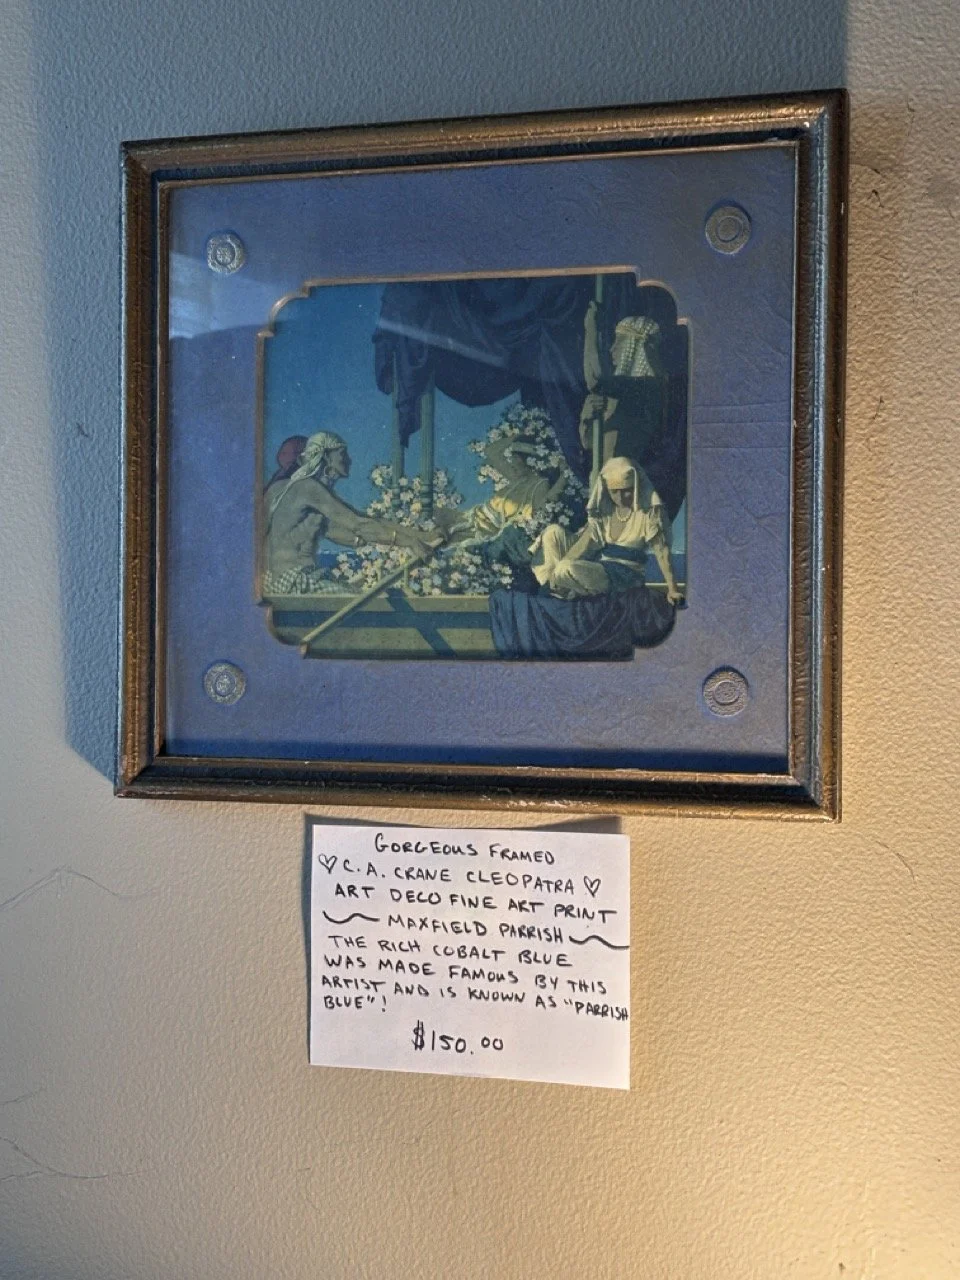 GORGEOUS FRAMED
♡ C.A. CRANE CLEOPATRA ♡
ART DECO FINE ART PRINT
~ MAXFIELD PARRISH ~
THE RICH COBALT BLUE
WAS MADE FAMOUS BY THIS
ARTIST AND IS KNOWN AS "PARRISH
BLUE"!
$150.00